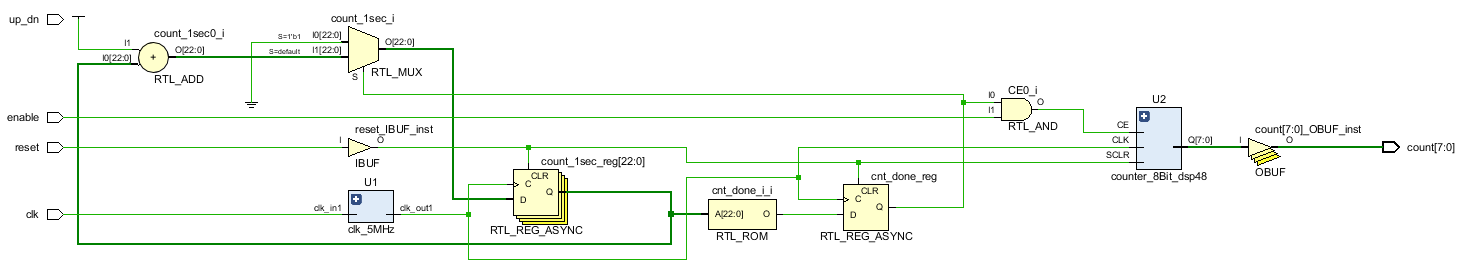 up_dn
count_1sec0_i
I1
I0[22:0]
+
O[22:0]
RTL_ADD
count_1sec_i
S=1'b1
I0[22:0]
S=default
I1[22:0]
O[22:0]
S
RTL_MUX
enable
reset
reset_IBUF_inst
I
O
IBUF
clk
U1
clk_in1
clk_out1
clk_5MHz
count_1sec_reg[22:0]
CLR
C
Q
D
RTL_REG_ASYNC
cnt_done_i_i
A[22:0]
O
RTL_ROM
cnt_done_reg
CLR
C
Q
D
RTL_REG_ASYNC
CE0_i
I0
I1
O
RTL_AND
U2
CE
CLK
SCLR
Q[7:0]
counter_8Bit_dsp48
count[7:0]_OBUF_inst
I
O
OBUF
count[7:0]